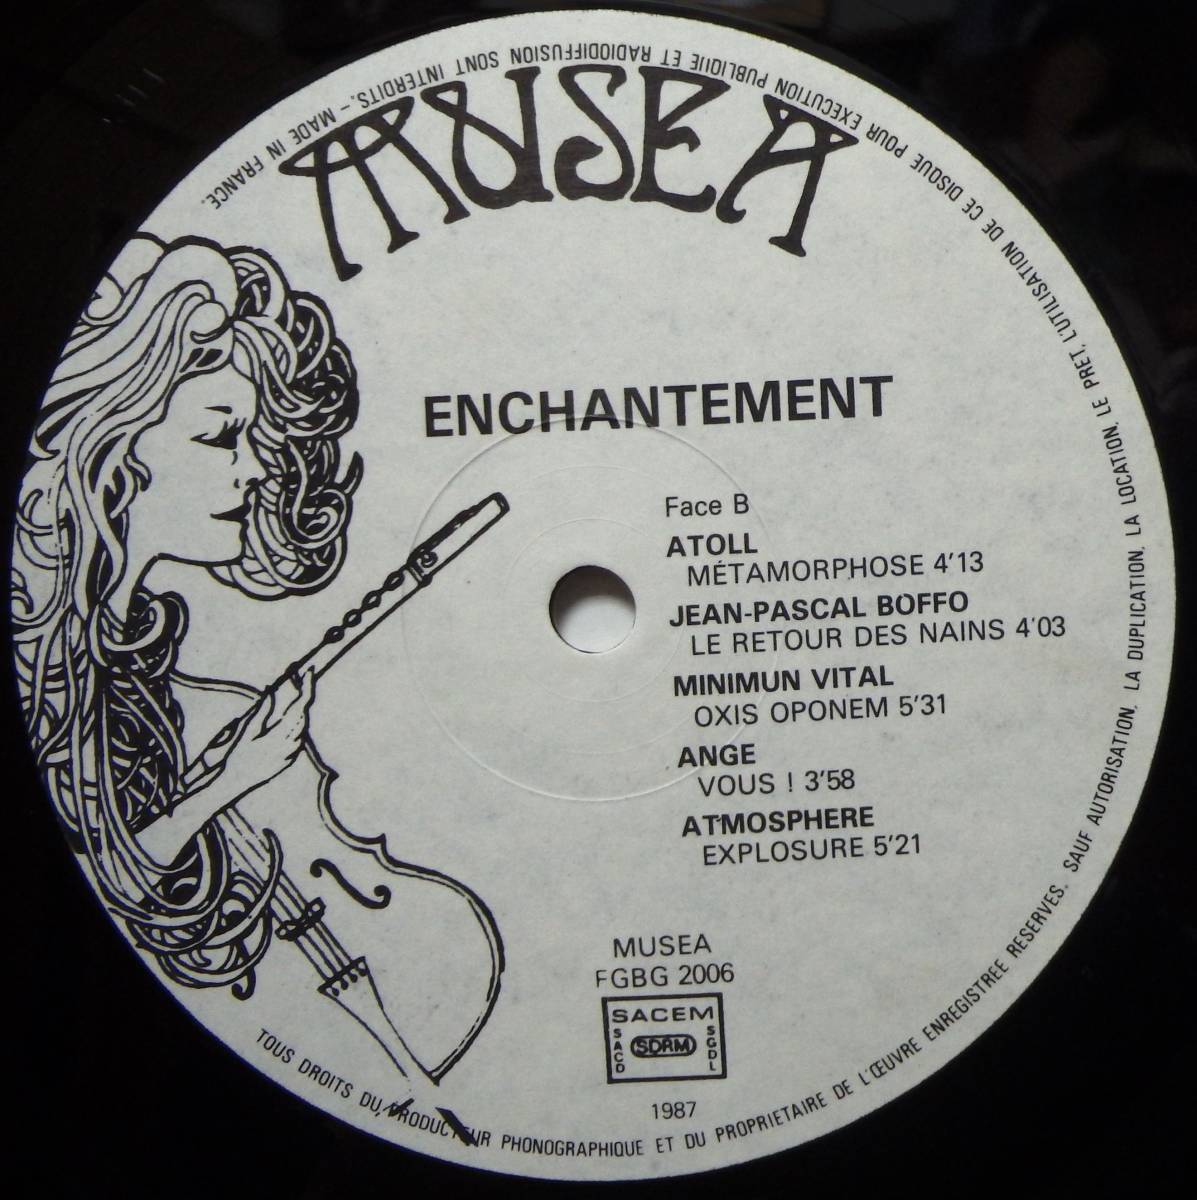 MUSEA
ENCHANTEMENT
Face B
ATOLL
MÉTAMORPHOSE 4'13
JEAN-PASCAL BOFFO
LE RETOUR DES NAINS 4'03
MINIMUN VITAL
OXIS OPONEM 5'31
ANGE
VOUS ! 3'58
ATMOSPHERE
EXPLOSURE 5'21
MUSEA
FGBG 2006
SACEM
SACD
SDRM
SGDL
1987
TOUS DROITS DU PRODUCTEUR PHONOGRAPHIQUE ET DU PROPRIETAIRE DE L'ŒUVRE ENREGISTREE RESERVES. SAUF AUTORISATION, LA DUPLICATION, LA LOCATION, LE PRET, L'UTILISATION DE CE DISQUE POUR EXECUTION PUBLIQUE ET RADIODIFFUSION SONT INTERDITS. - MADE IN FRANCE.